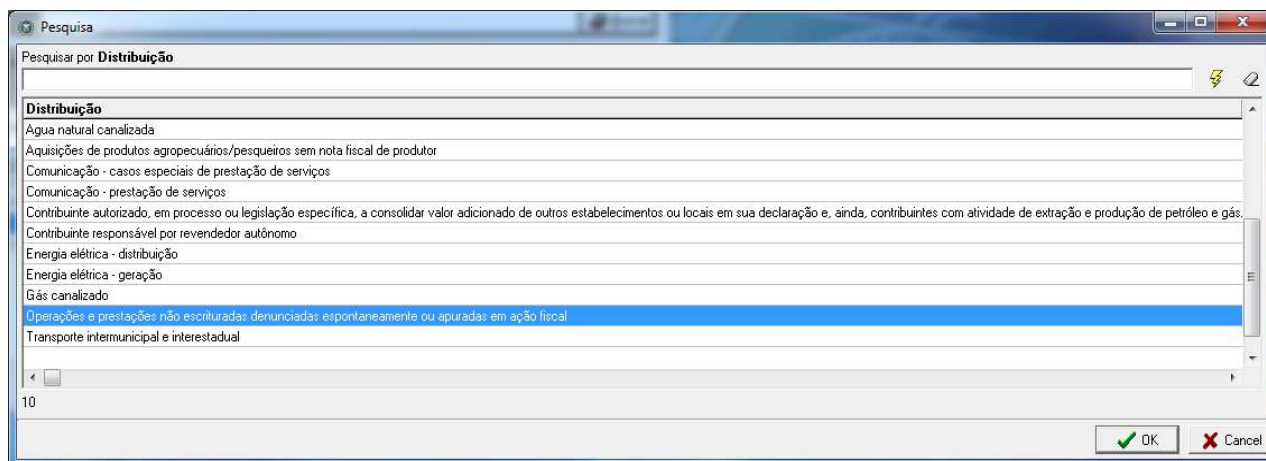 Pesquisa
Pesquisar por Distribuição
Distribuição
Agua natural canalizada
Aquisições de produtos agropecuários/pesqueiros sem nota fiscal de produtor
Comunicação - casos especiais de prestação de serviços
Comunicação - prestação de serviços
Contribuinte autorizado, em processo ou legislação específica, a consolidar valor adicionado de outros estabelecimentos ou locais em sua declaração e, ainda, contribuintes com atividade de extração e produção de petróleo e gás.
Contribuinte responsável por revendedor autônomo
Energia elétrica - distribuição
Energia elétrica - geração
Gás canalizado
Operações e prestações não escrituradas denunciadas espontaneamente ou apuradas em ação fiscal
Transporte intermunicipal e interestadual
10
OK Cancel